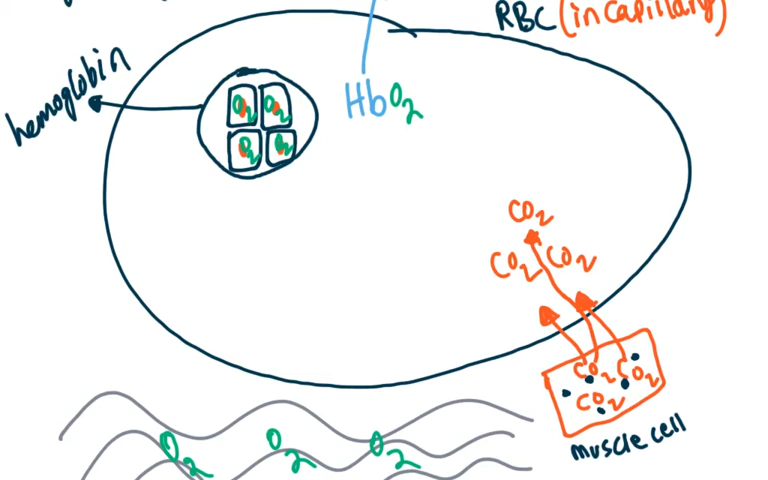 RBC (in capillary)
hemoglobin
O2 O2
O2 O2
HbO2
CO2
CO2 CO2
CO2 CO2
CO2
muscle cell
O2 O2 O2